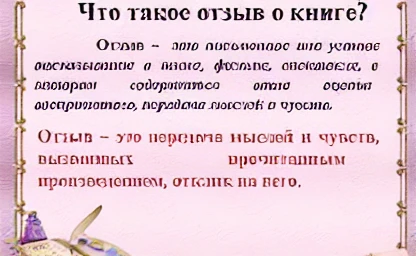 Что такое отзыв о книге?
Отзыв – это письменное или устное
высказывание о книге, фильме, спектакле, в
котором содержится опыт оценки
воспринятого, передача мыслей и чувств.
Отзыв – это передача мыслей и чувств,
вызванных прочитанным
произведением, отклик на него.